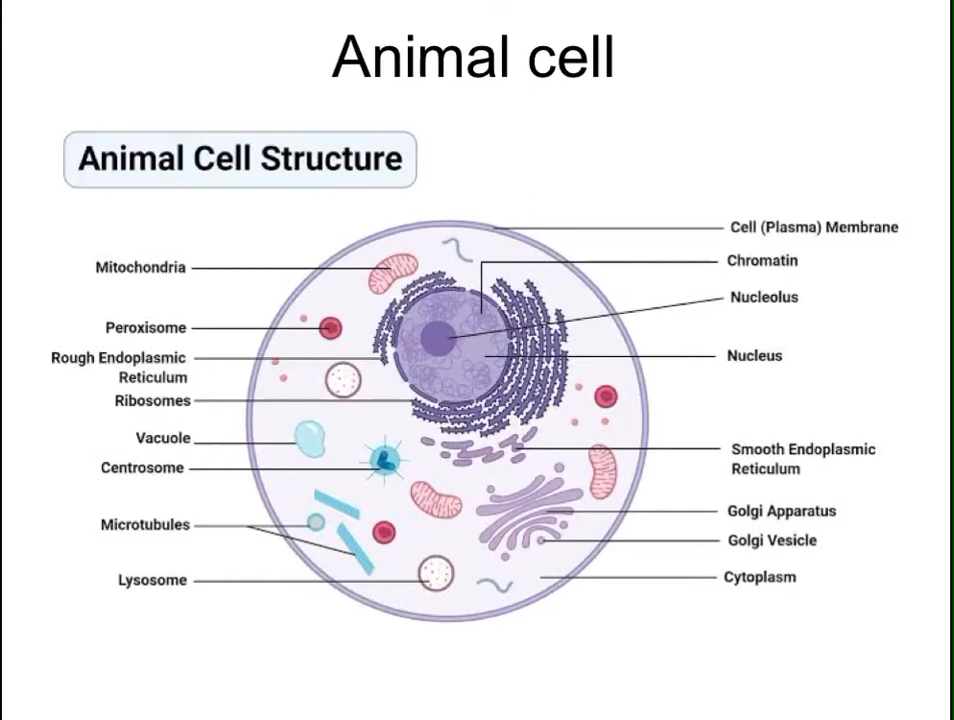 Animal cell
Animal Cell Structure
Mitochondria
Peroxisome
Rough Endoplasmic
Reticulum
Ribosomes
Vacuole
Centrosome
Microtubules
Lysosome
Cell (Plasma) Membrane
Chromatin
Nucleolus
Nucleus
Smooth Endoplasmic
Reticulum
Golgi Apparatus
Golgi Vesicle
Cytoplasm